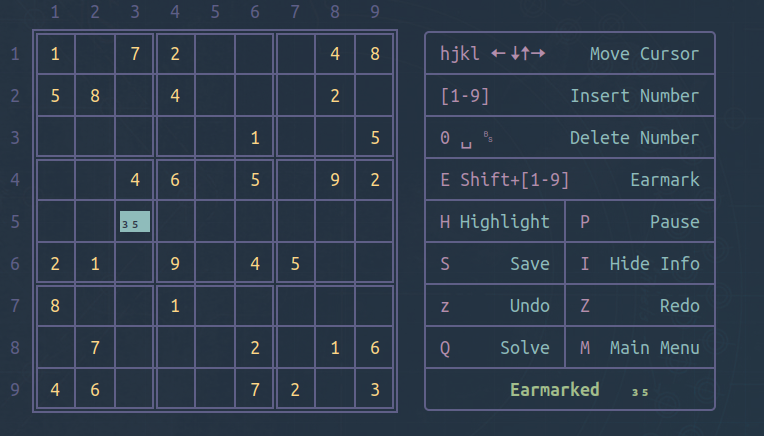 1 2 3 4 5 6 7 8 9
1 1 7 2 4 8
2 5 8 4 2
3 1 5
4 4 6 5 9 2
5 3 5
6 2 1 9 4 5
7 8 1
8 7 2 1 6
9 4 6 7 2 3
hjkl ←↓↑→ Move Cursor
[1-9] Insert Number
0 ␣ ⌫ Delete Number
E Shift+[1-9] Earmark
H Highlight P Pause
S Save I Hide Info
z Undo Z Redo
Q Solve M Main Menu
Earmarked 3 5